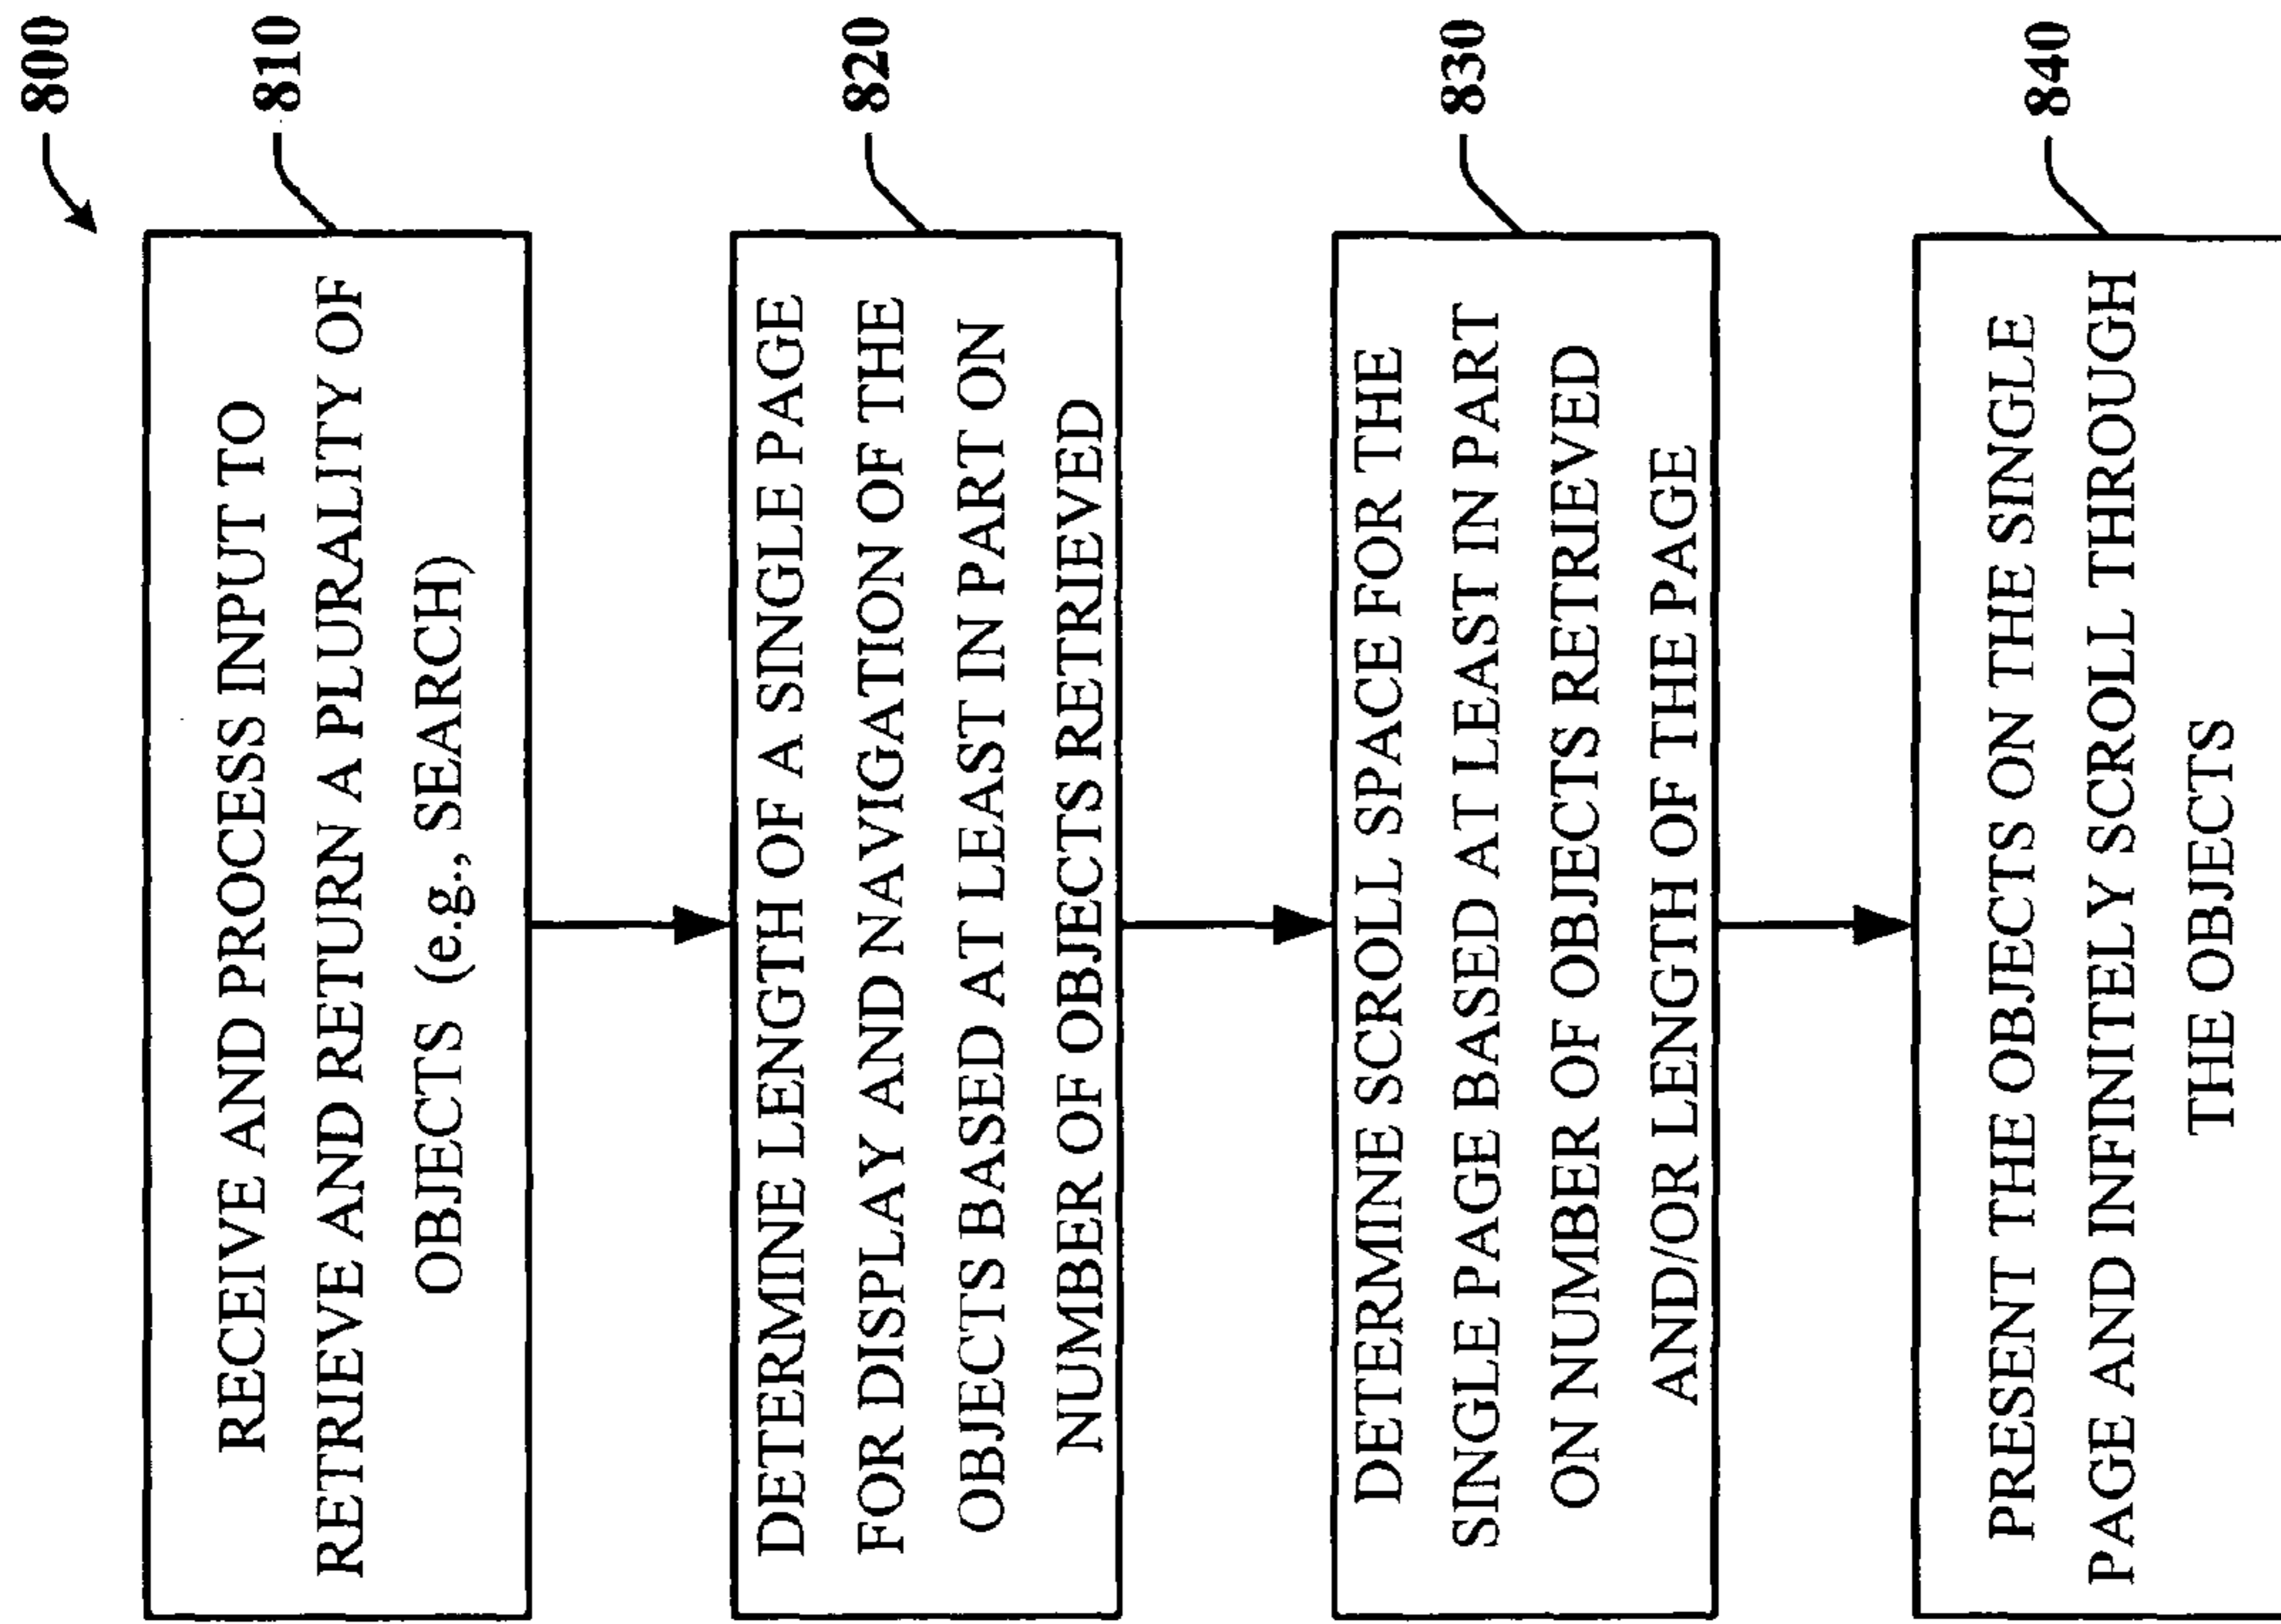 800
810
RECEIVE AND PROCESS INPUT TO
RETRIEVE AND RETURN A PLURALITY OF
OBJECTS (e.g., SEARCH)
820
DETERMINE LENGTH OF A SINGLE PAGE
FOR DISPLAY AND NAVIGATION OF THE
OBJECTS BASED AT LEAST IN PART ON
NUMBER OF OBJECTS RETRIEVED
830
DETERMINE SCROLL SPACE FOR THE
SINGLE PAGE BASED AT LEAST IN PART
ON NUMBER OF OBJECTS RETRIEVED
AND/OR LENGTH OF THE PAGE
840
PRESENT THE OBJECTS ON THE SINGLE
PAGE AND INFINITELY SCROLL THROUGH
THE OBJECTS